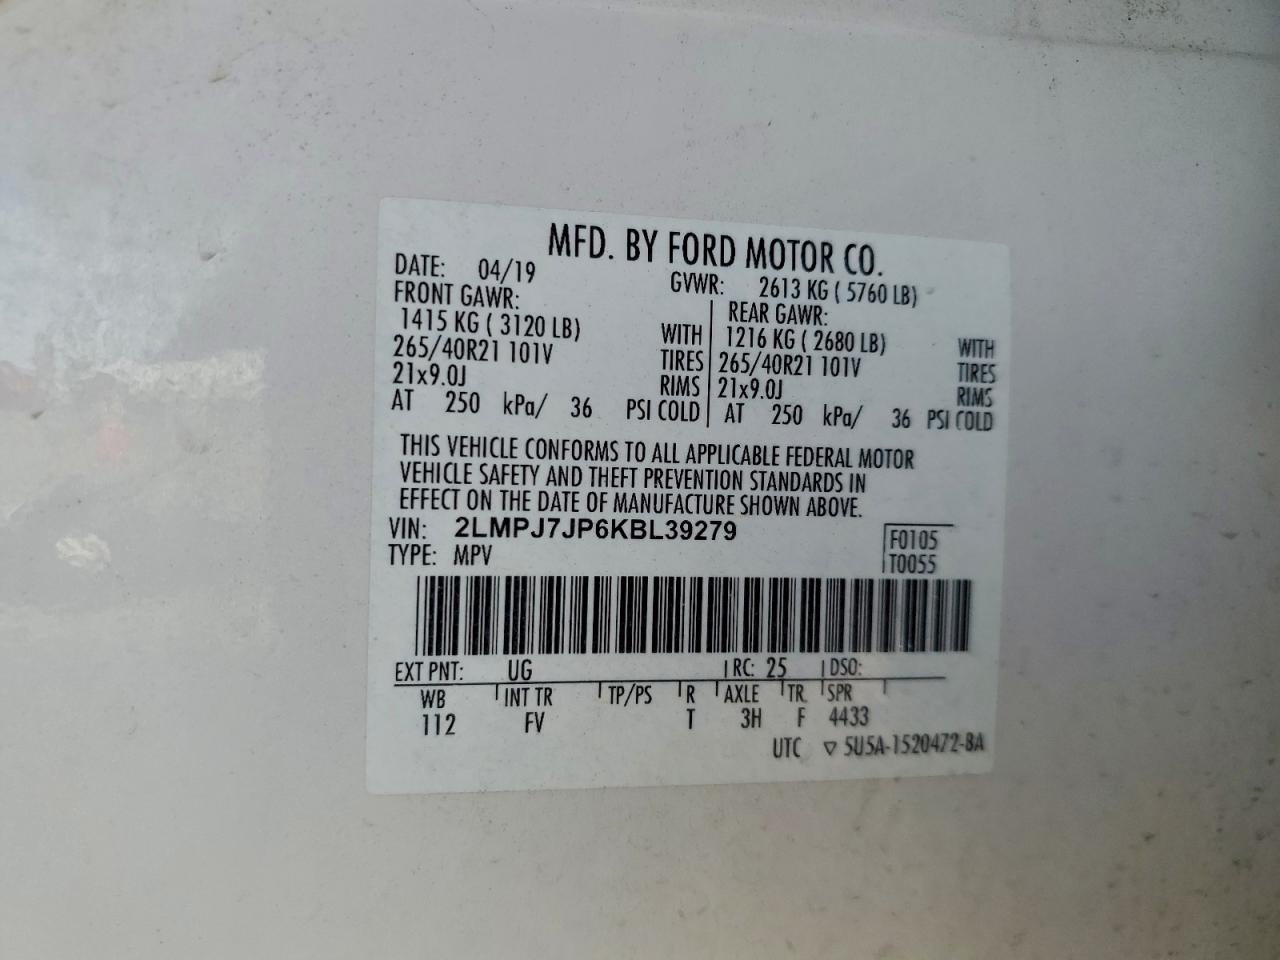 MFD. BY FORD MOTOR CO.
DATE: 04/19 GVWR: 2613 KG ( 5760 LB)
FRONT GAWR: REAR GAWR:
1415 KG ( 3120 LB) WITH 1216 KG ( 2680 LB) WITH
265/40R21 101V TIRES 265/40R21 101V TIRES
21x9.0J RIMS 21x9.0J RIMS
AT 250 kPa/ 36 PSI COLD AT 250 kPa/ 36 PSI COLD
THIS VEHICLE CONFORMS TO ALL APPLICABLE FEDERAL MOTOR
VEHICLE SAFETY AND THEFT PREVENTION STANDARDS IN
EFFECT ON THE DATE OF MANUFACTURE SHOWN ABOVE.
VIN: 2LMPJ7JP6KBL39279 F0105
TYPE: MPV T0055
EXT PNT: UG RC: 25 DSO:
WB INT TR TP/PS R AXLE TR SPR
112 FV T 3H F 4433
UTC ▽ 5U5A-1520472-BA